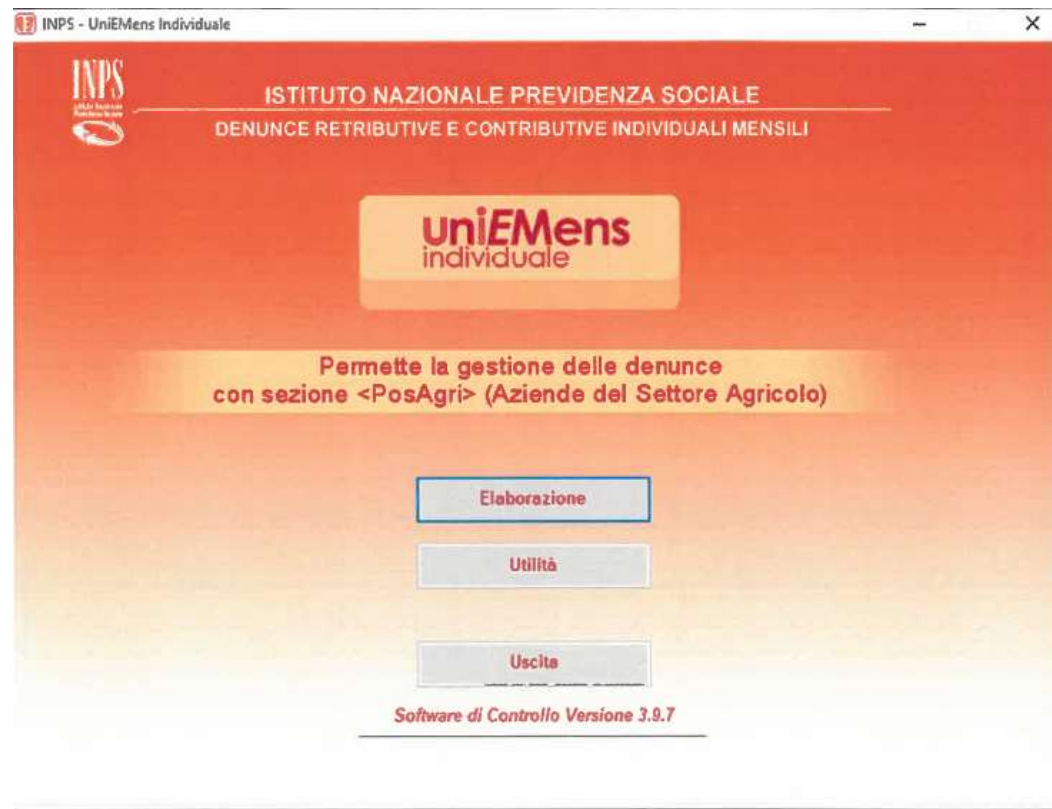 INPS - UniEMens Individuale
INPS
ISTITUTO NAZIONALE PREVIDENZA SOCIALE
DENUNCE RETRIBUTIVE E CONTRIBUTIVE INDIVIDUALI MENSILI
uniEMens
individuale
Permette la gestione delle denunce
con sezione <PosAgri> (Aziende del Settore Agricolo)
Elaborazione
Utilità
Uscita
Software di Controllo Versione 3.9.7